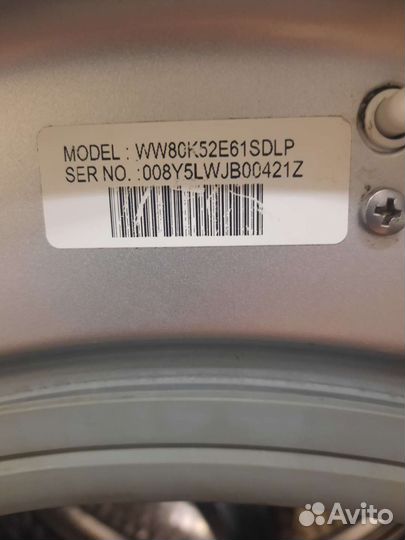 MODEL : WW80K52E61SDLP
SER NO. :008Y5LWJB00421Z
Avito